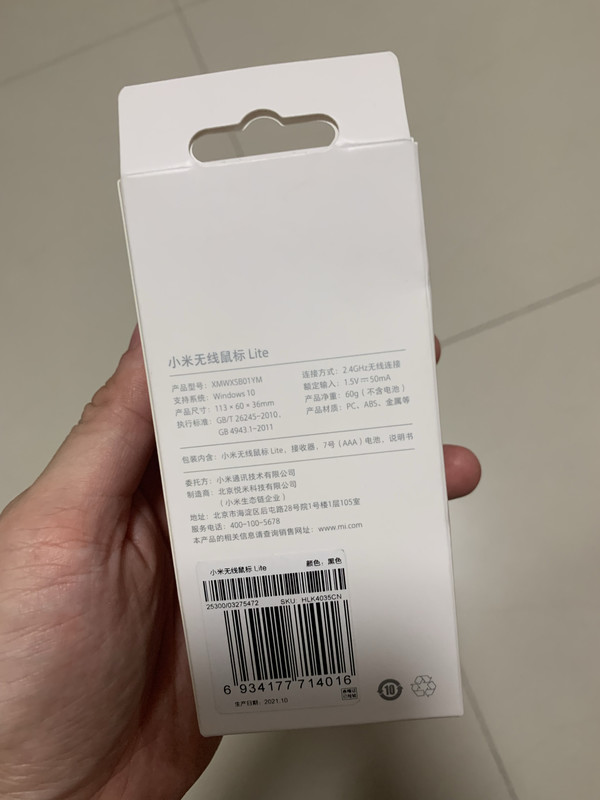 小米无线鼠标 Lite
产品型号：XMWXSB01YM
支持系统：Windows 10
产品尺寸：113 × 60 × 36mm
执行标准：GB/T 26245-2010、
GB 4943.1-2011
连接方式：2.4GHz无线连接
额定输入：1.5V⎓50mA
产品净重：60g（不含电池）
产品材质：PC、ABS、金属等
包装内含：小米无线鼠标 Lite，接收器，7号（AAA）电池，说明书
委托方：小米通讯技术有限公司
制造商：北京悦米科技有限公司
（小米生态链企业）
地址：北京市海淀区后屯路28号院1号楼1层105室
服务电话：400-100-5678
本产品的相关信息请查询销售网址：www.mi.com
小米无线鼠标 Lite 颜色：黑色
25300/03275472 SKU: HLK4035CN
6 934177 714016
生产日期：2021.10
10